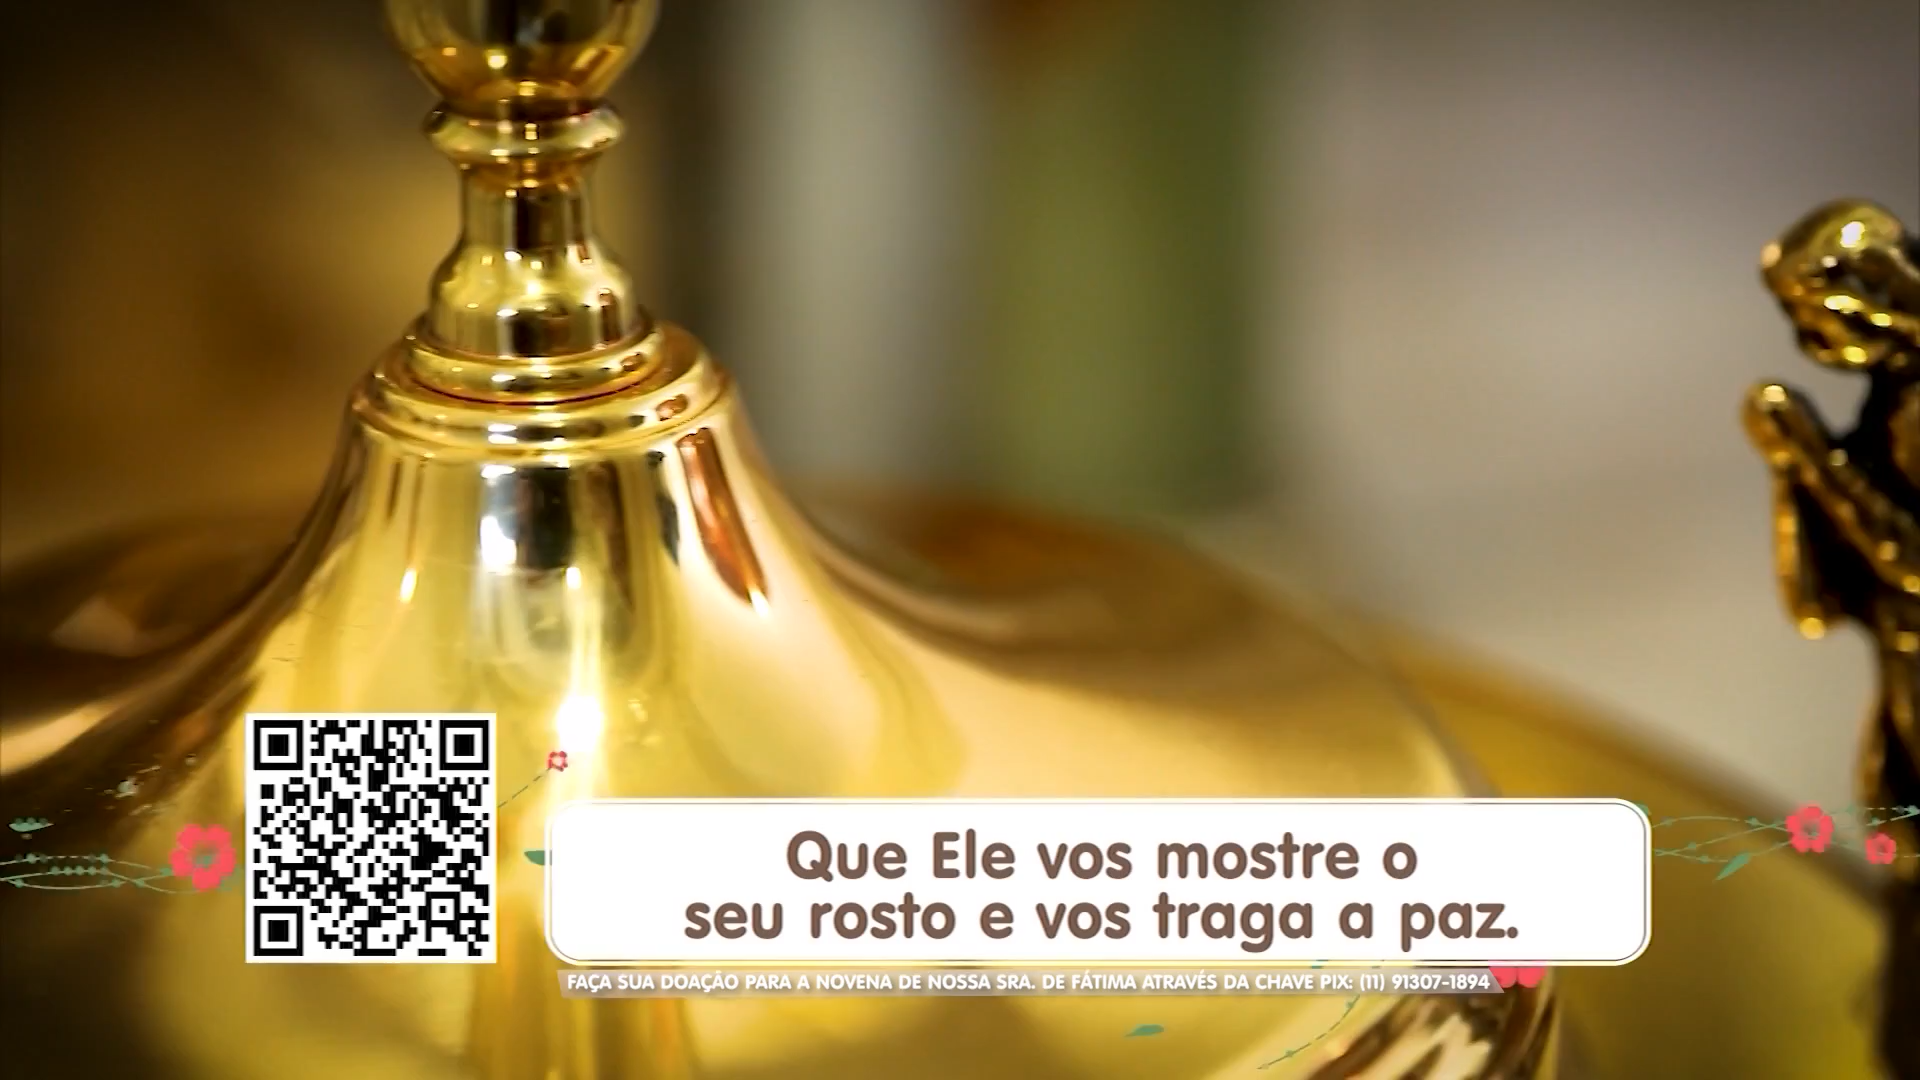 Que Ele vos mostre o
seu rosto e vos traga a paz.
FAÇA SUA DOAÇÃO PARA A NOVENA DE NOSSA SRA. DE FÁTIMA ATRAVÉS DA CHAVE PIX: (11) 91307-1894